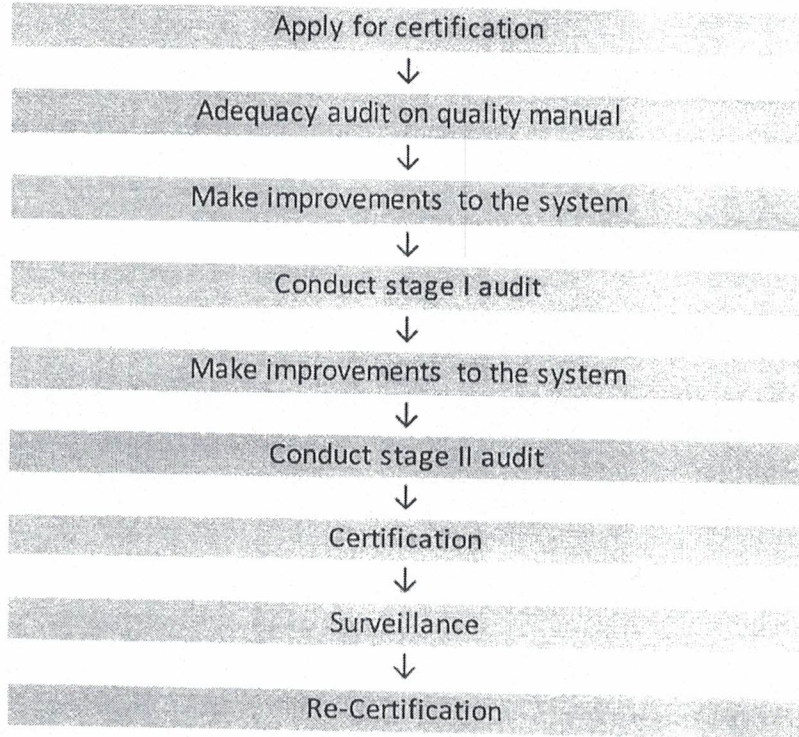 Apply for certification
↓
Adequacy audit on quality manual
↓
Make improvements to the system
↓
Conduct stage I audit
↓
Make improvements to the system
↓
Conduct stage II audit
↓
Certification
↓
Surveillance
↓
Re-Certification